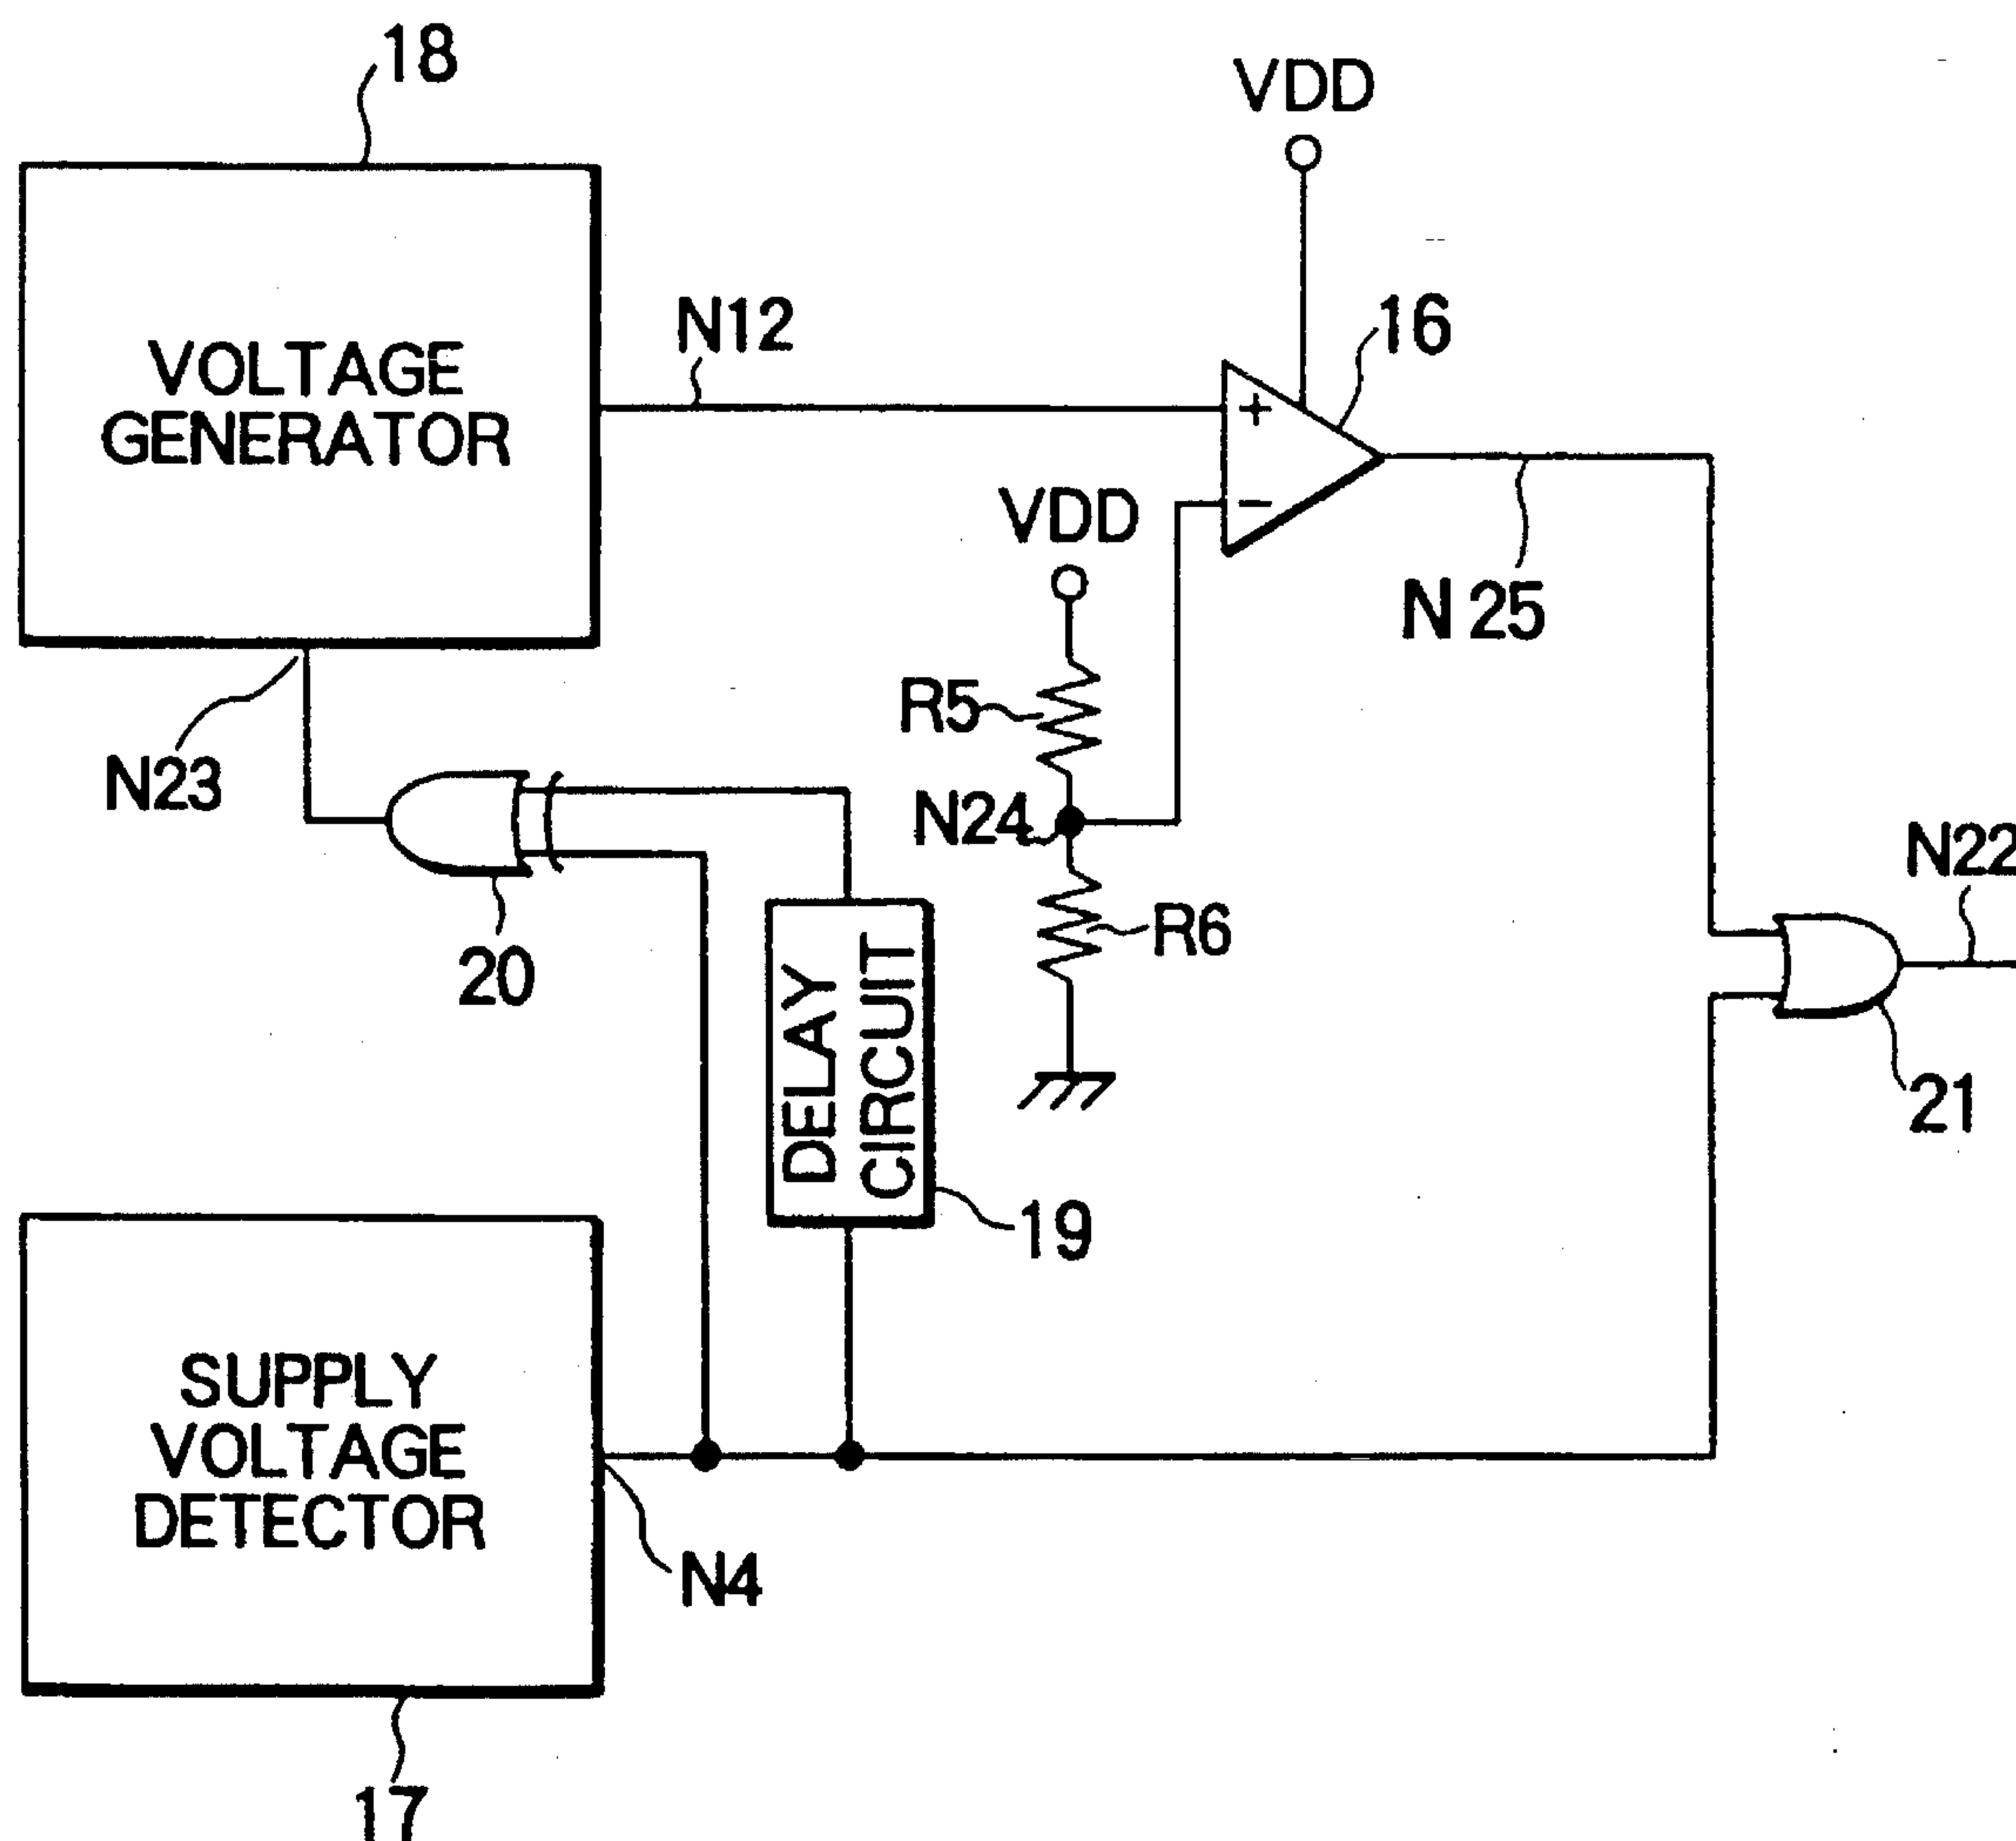 18
VDD
VOLTAGE
GENERATOR
N12
16
+
−
VDD
N 25
R5
N23
N24
N22
R6
20
DELAY
CIRCUIT
21
19
SUPPLY
VOLTAGE
DETECTOR
N4
17